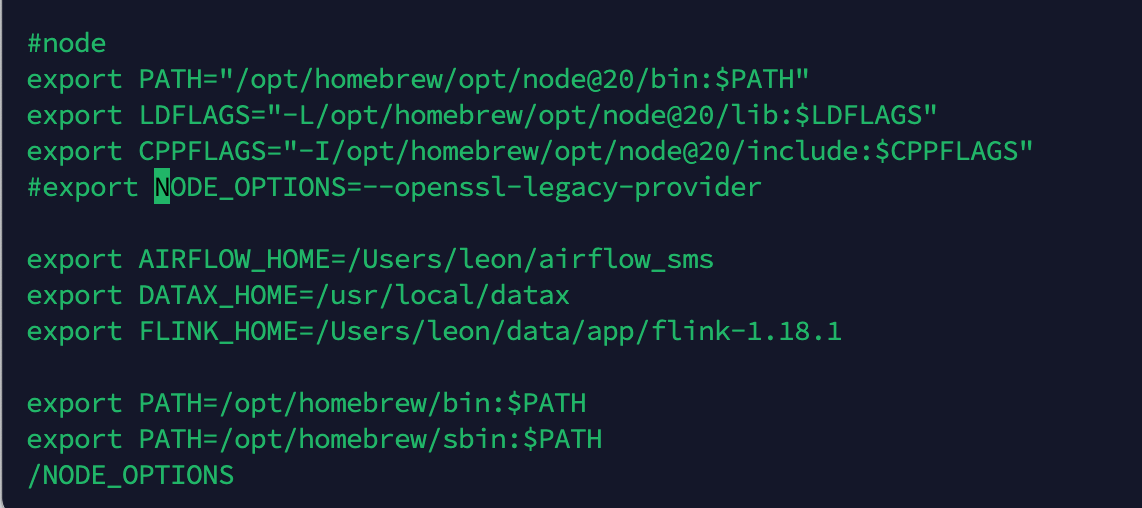 #node
export PATH="/opt/homebrew/opt/node@20/bin:$PATH"
export LDFLAGS="-L/opt/homebrew/opt/node@20/lib:$LDFLAGS"
export CPPFLAGS="-I/opt/homebrew/opt/node@20/include:$CPPFLAGS"
#export NODE_OPTIONS=--openssl-legacy-provider
export AIRFLOW_HOME=/Users/leon/airflow_sms
export DATAX_HOME=/usr/local/datax
export FLINK_HOME=/Users/leon/data/app/flink-1.18.1
export PATH=/opt/homebrew/bin:$PATH
export PATH=/opt/homebrew/sbin:$PATH
/NODE_OPTIONS